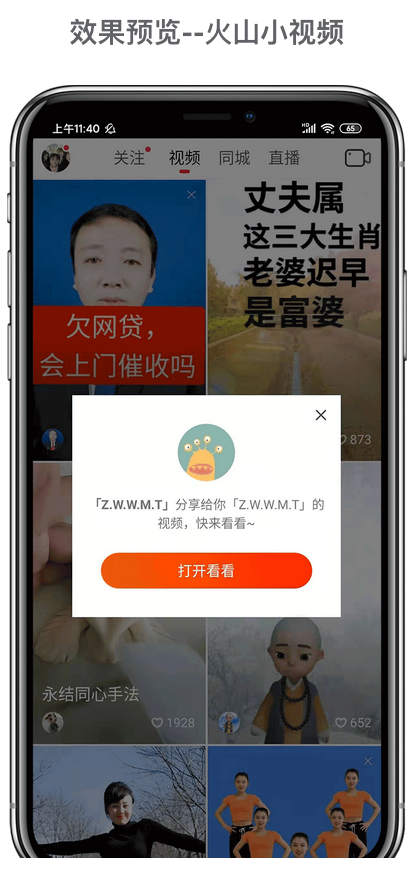 效果预览--火山小视频
上午11:40
HD
65
关注 视频 同城 直播
欠网贷，
会上门催收吗
丈夫属
这三大生肖
老婆迟早
是富婆
873
「Z.W.W.M.T」分享给你「Z.W.W.M.T」的
视频，快来看看~
打开看看
永结同心手法
1928
652